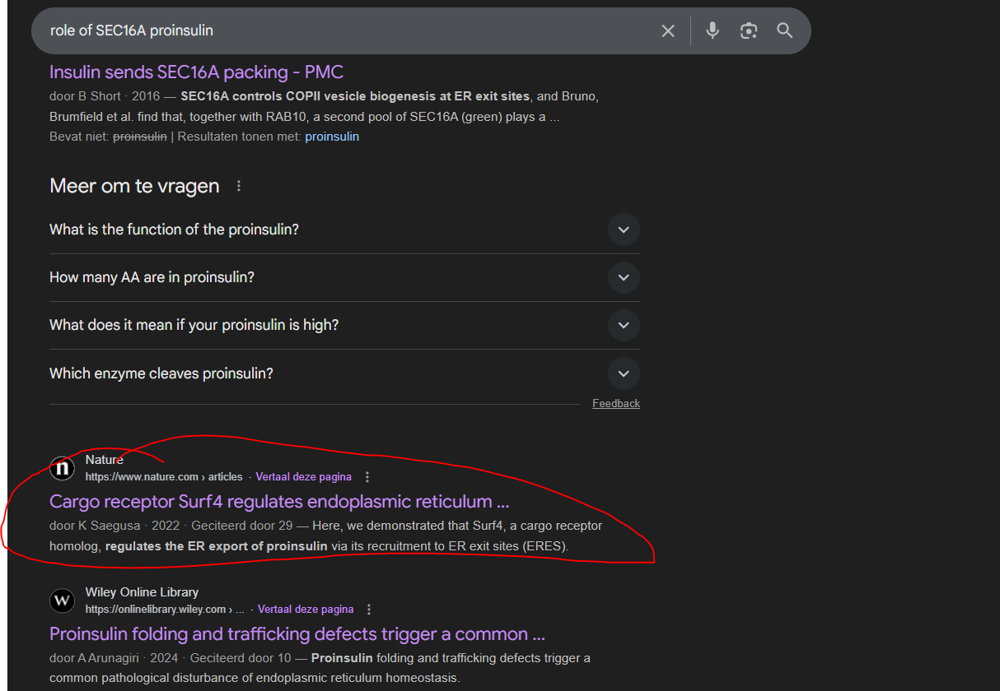 role of SEC16A proinsulin
Insulin sends SEC16A packing - PMC
door B Short · 2016 — SEC16A controls COPII vesicle biogenesis at ER exit sites, and Bruno,
Brumfield et al. find that, together with RAB10, a second pool of SEC16A (green) plays a ...
Bevat niet: proinsulin | Resultaten tonen met: proinsulin
Meer om te vragen
What is the function of the proinsulin?
How many AA are in proinsulin?
What does it mean if your proinsulin is high?
Which enzyme cleaves proinsulin?
Feedback
n
Nature
https://www.nature.com › articles · Vertaal deze pagina
Cargo receptor Surf4 regulates endoplasmic reticulum ...
door K Saegusa · 2022 · Geciteerd door 29 — Here, we demonstrated that Surf4, a cargo receptor
homolog, regulates the ER export of proinsulin via its recruitment to ER exit sites (ERES).
W
Wiley Online Library
https://onlinelibrary.wiley.com › ... · Vertaal deze pagina
Proinsulin folding and trafficking defects trigger a common ...
door A Arunagiri · 2024 · Geciteerd door 10 — Proinsulin folding and trafficking defects trigger a
common pathological disturbance of endoplasmic reticulum homeostasis.